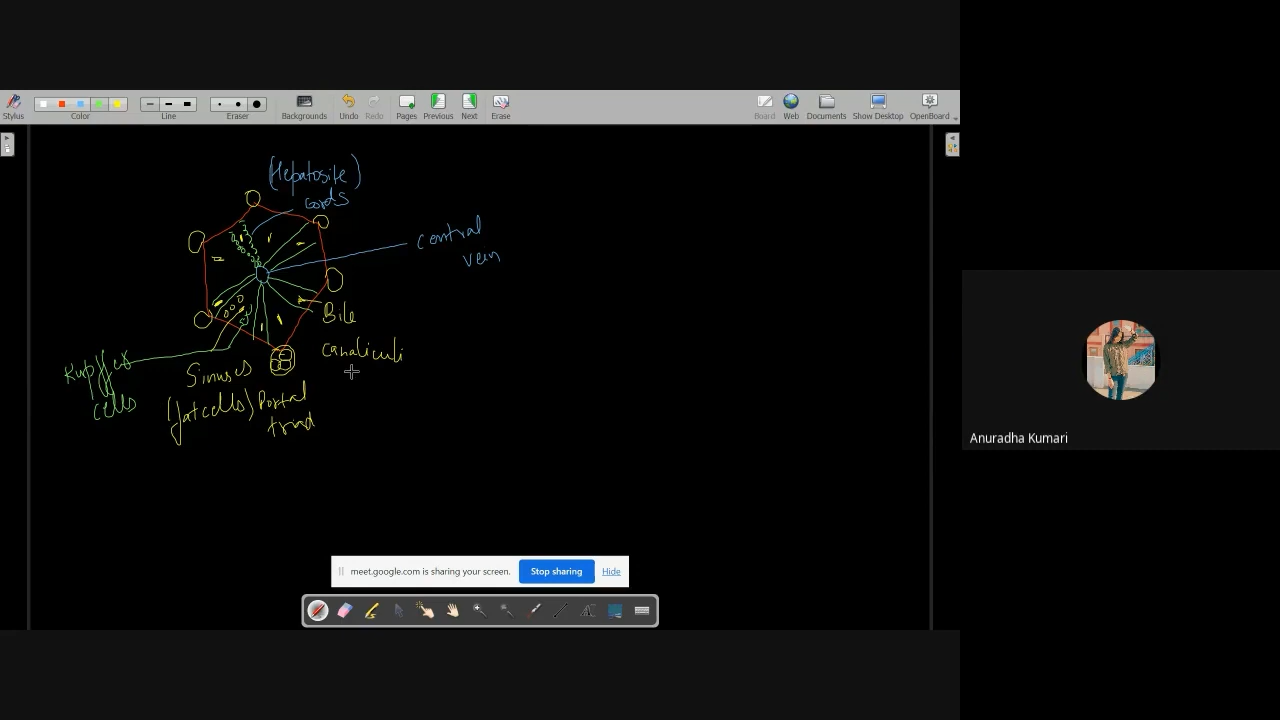 Stylus
Color
Line
Eraser
Backgrounds
Undo
Redo
Pages
Previous
Next
Erase
Board
Web
Documents
Show Desktop
OpenBoard
(Hepatosite)
cords
central
vein
Bile
canaliculi
Kupffer
cells
Sinuses
(fat cells)
Portal
triad
Anuradha Kumari
meet.google.com is sharing your screen.
Stop sharing
Hide